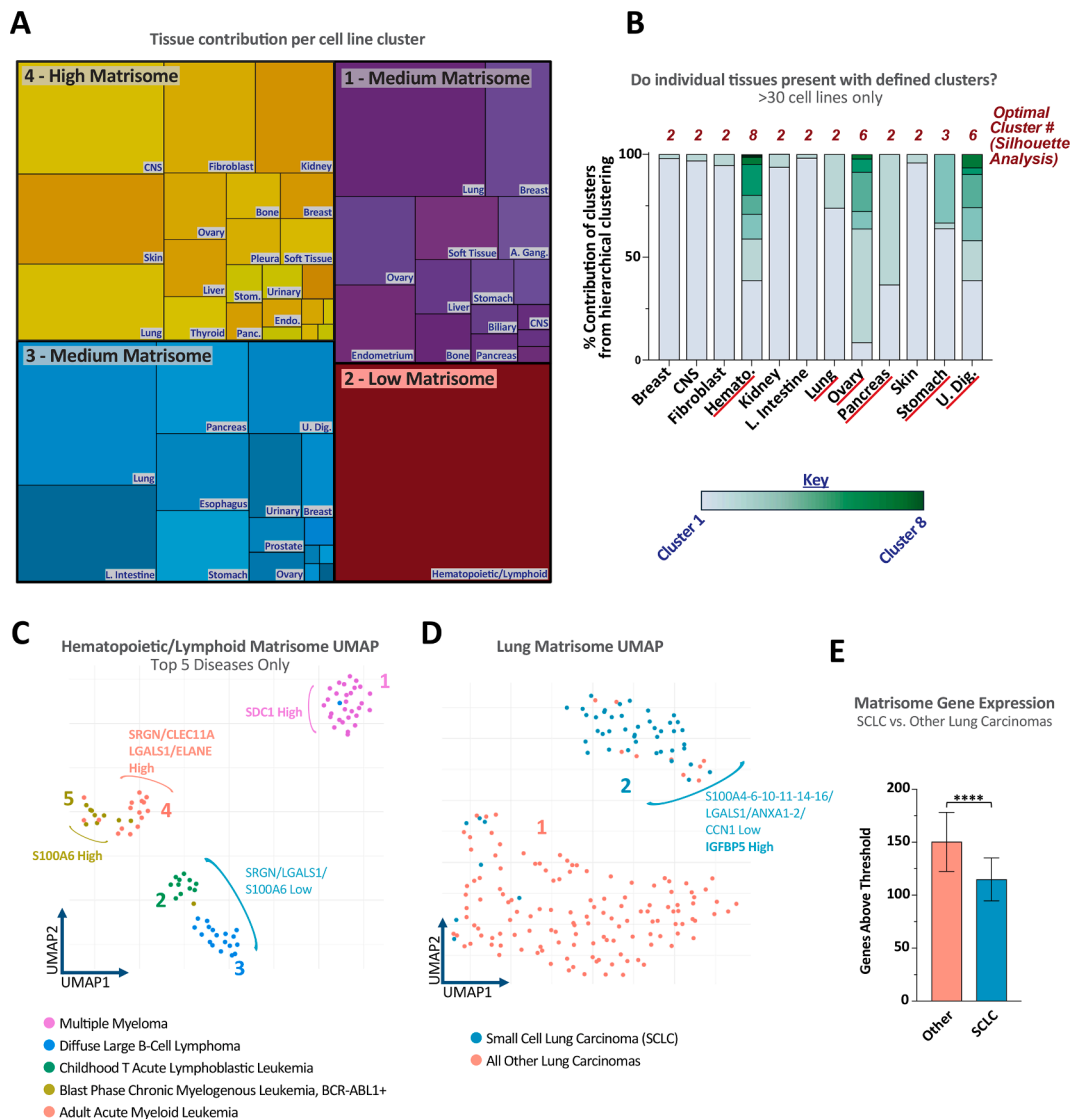 A
Tissue contribution per cell line cluster
4 - High Matrisome
CNS
Fibroblast
Kidney
Skin
Bone
Breast
Ovary
Pleura
Soft Tissue
Liver
Stom.
Urinary
Endo.
Lung
Thyroid
Panc.
1 - Medium Matrisome
Lung
Breast
Soft Tissue
A. Gang.
Ovary
Liver
Stomach
Biliary
CNS
Endometrium
Bone
Pancreas
3 - Medium Matrisome
Pancreas
U. Dig.
Lung
Esophagus
Urinary
Breast
Prostate
L. Intestine
Stomach
Ovary
2 - Low Matrisome
Hematopoietic/Lymphoid
B
Do individual tissues present with defined clusters?
>30 cell lines only
2 2 2 8 2 2 2 6 2 2 3 6
Optimal
Cluster #
(Silhouette
Analysis)
% Contribution of clusters
from hierarchical clustering
100
50
0
Breast
CNS
Fibroblast
Hemato.
Kidney
L. Intestine
Lung
Ovary
Pancreas
Skin
Stomach
U. Dig.
Key
Cluster 1
Cluster 8
C
Hematopoietic/Lymphoid Matrisome UMAP
Top 5 Diseases Only
1
SDC1 High
SRGN/CLEC11A
LGALS1/ELANE
High
5
4
S100A6 High
SRGN/LGALS1/
S100A6 Low
2
3
UMAP2
UMAP1
Multiple Myeloma
Diffuse Large B-Cell Lymphoma
Childhood T Acute Lymphoblastic Leukemia
Blast Phase Chronic Myelogenous Leukemia, BCR-ABL1+
Adult Acute Myeloid Leukemia
D
Lung Matrisome UMAP
2
S100A4-6-10-11-14-16/
LGALS1/ANXA1-2/
CCN1 Low
IGFBP5 High
1
UMAP2
UMAP1
Small Cell Lung Carcinoma (SCLC)
All Other Lung Carcinomas
E
Matrisome Gene Expression
SCLC vs. Other Lung Carcinomas
****
Genes Above Threshold
200
150
100
50
0
Other
SCLC